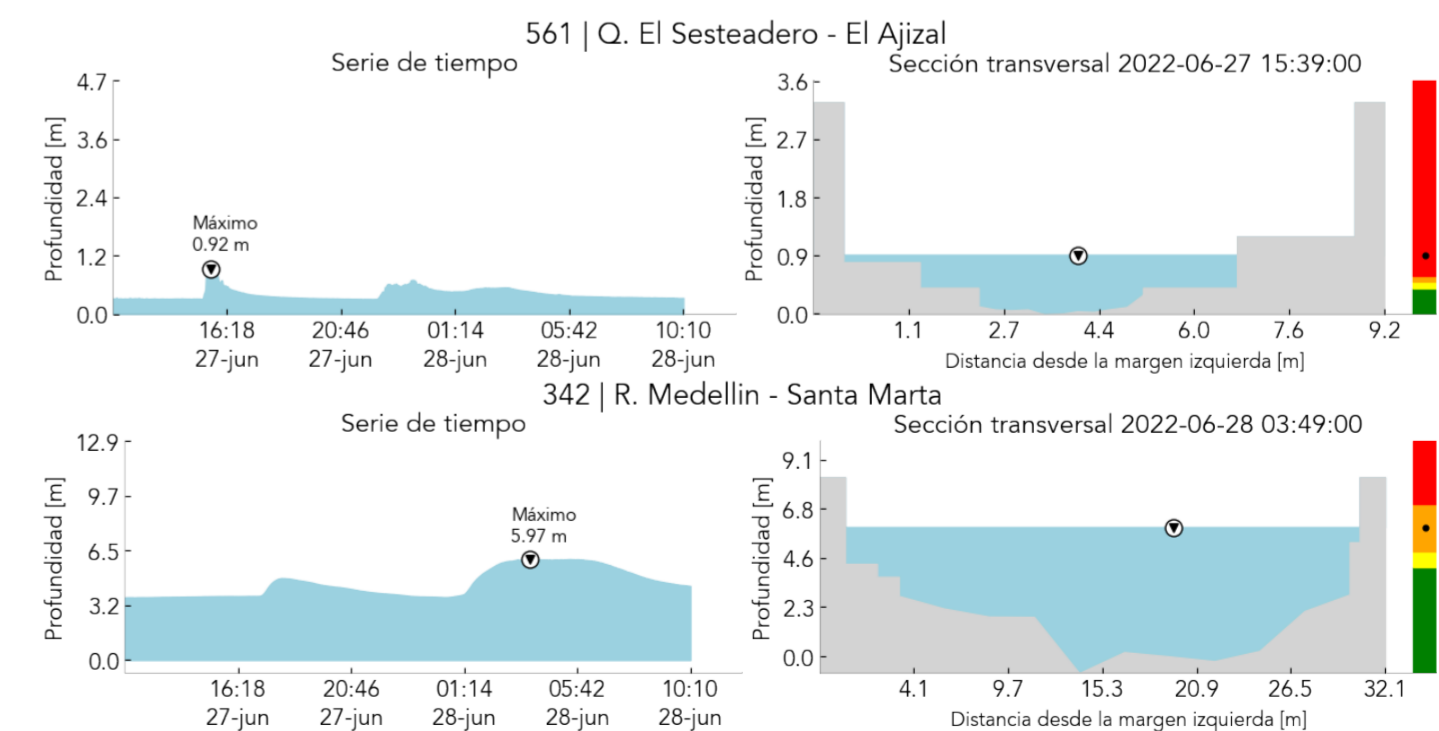 561 | Q. El Sesteadero - El Ajizal
Serie de tiempo
Profundidad [m]
4.7
3.6
2.4
1.2
0.0
Máximo
0.92 m
16:18 20:46 01:14 05:42 10:10
27-jun 27-jun 28-jun 28-jun 28-jun
Sección transversal 2022-06-27 15:39:00
Profundidad [m]
3.6
2.7
1.8
0.9
0.0
1.1 2.7 4.4 6.0 7.6 9.2
Distancia desde la margen izquierda [m]
342 | R. Medellin - Santa Marta
Serie de tiempo
Profundidad [m]
12.9
9.7
6.5
3.2
0.0
Máximo
5.97 m
16:18 20:46 01:14 05:42 10:10
27-jun 27-jun 28-jun 28-jun 28-jun
Sección transversal 2022-06-28 03:49:00
Profundidad [m]
9.1
6.8
4.6
2.3
0.0
4.1 9.7 15.3 20.9 26.5 32.1
Distancia desde la margen izquierda [m]